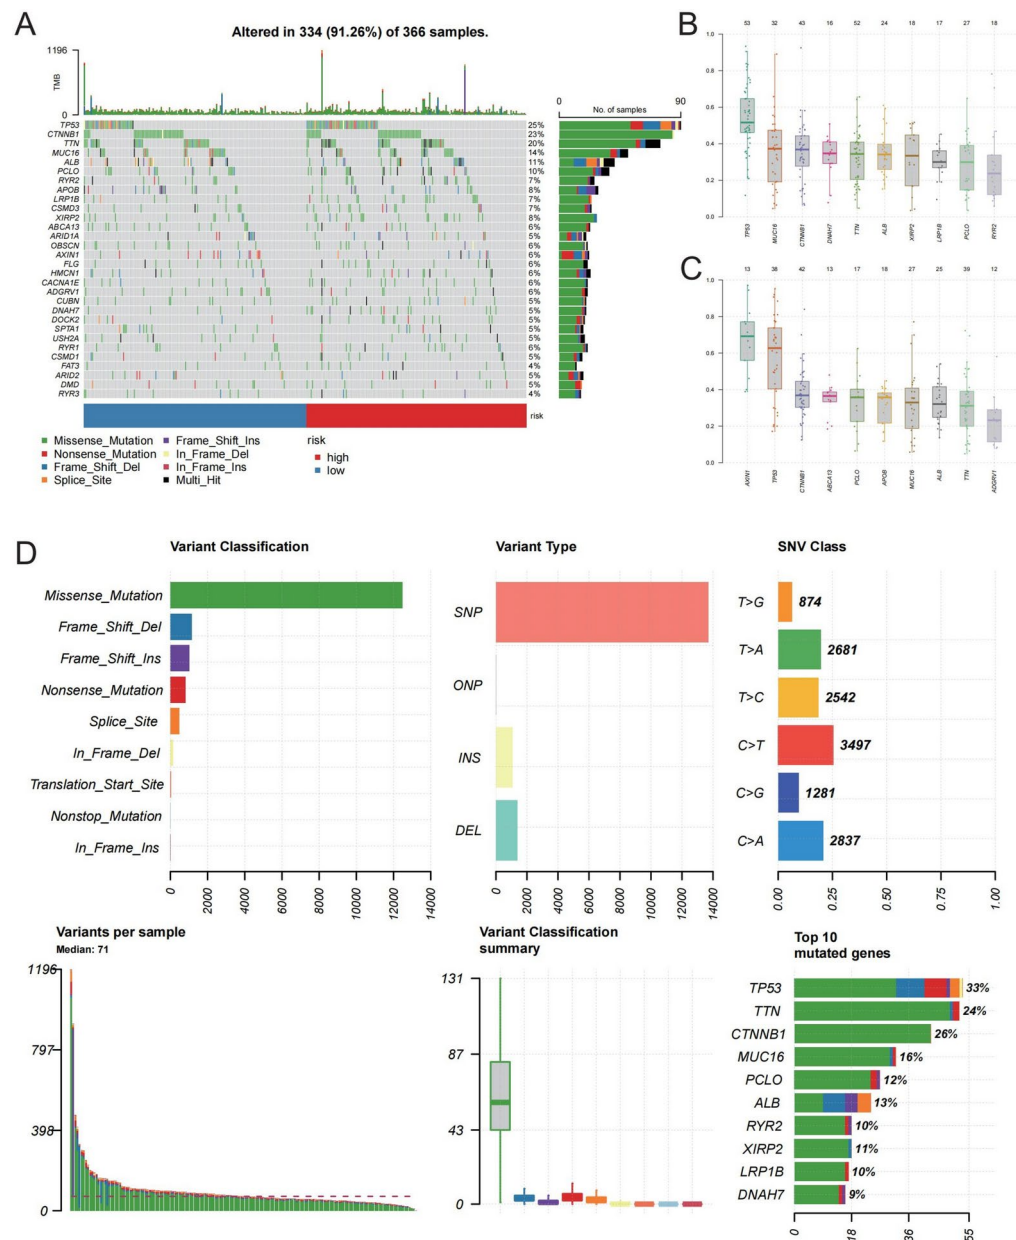 A
Altered in 334 (91.26%) of 366 samples.
1196
0
TMB
0 90
No. of samples
TP53 25%
CTNNB1 23%
TTN 20%
MUC16 14%
ALB 11%
PCLO 10%
RYR2 7%
APOB 8%
LRP1B 7%
CSMD3 7%
XIRP2 8%
ABCA13 6%
ARID1A 5%
OBSCN 6%
AXIN1 6%
FLG 6%
HMCN1 6%
CACNA1E 6%
ADGRV1 6%
CUBN 5%
DNAH7 5%
DOCK2 5%
SPTA1 5%
USH2A 5%
RYR1 6%
CSMD1 5%
FAT3 4%
ARID2 5%
DMD 5%
RYR3 4%
risk
Missense_Mutation
Nonsense_Mutation
Frame_Shift_Del
Splice_Site
Frame_Shift_Ins
In_Frame_Del
In_Frame_Ins
Multi_Hit
risk
high
low
B
53 32 43 16 52 24 18 17 27 18
1.0
0.8
0.6
0.4
0.2
0.0
TP53 MUC16 CTNNB1 DNAH7 TTN ALB XIRP2 LRP1B PCLO RYR2
C
13 38 42 13 17 18 27 25 39 12
1.0
0.8
0.6
0.4
0.2
0.0
AXIN1 TP53 CTNNB1 ABCA13 PCLO APOB MUC16 ALB TTN ADGRV1
D
Variant Classification
Missense_Mutation
Frame_Shift_Del
Frame_Shift_Ins
Nonsense_Mutation
Splice_Site
In_Frame_Del
Translation_Start_Site
Nonstop_Mutation
In_Frame_Ins
0 2000 4000 6000 8000 10000 12000 14000
Variant Type
SNP
ONP
INS
DEL
0 2000 4000 6000 8000 10000 12000 14000
SNV Class
T>G 874
T>A 2681
T>C 2542
C>T 3497
C>G 1281
C>A 2837
0.00 0.25 0.50 0.75 1.00
Variants per sample
Median: 71
1196
797
398
0
Variant Classification
summary
131
87
43
0
Top 10
mutated genes
TP53 33%
TTN 24%
CTNNB1 26%
MUC16 16%
PCLO 12%
ALB 13%
RYR2 10%
XIRP2 11%
LRP1B 10%
DNAH7 9%
0 18 36 55